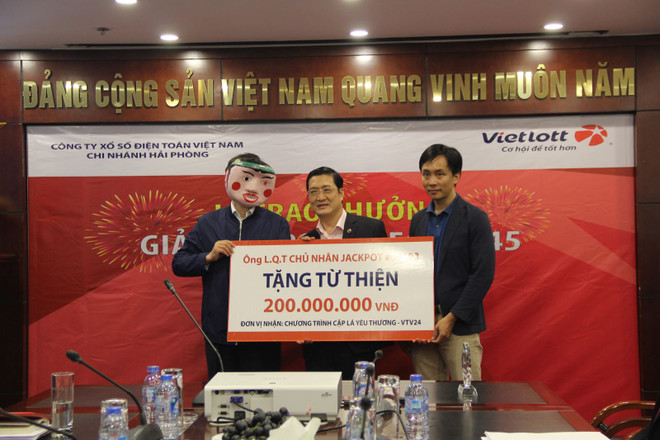 ĐẢNG CỘNG SẢN VIỆT NAM QUANG VINH MUÔN NĂM
CÔNG TY XỔ SỐ ĐIỆN TOÁN VIỆT NAM
CHI NHÁNH HẢI PHÒNG
Vietlott
Cơ hội để tốt hơn
GIẢ
45
Ông L.Q.T CHỦ NHÂN JACKPOT
TẶNG TỪ THIỆN
200.000.000 VNĐ
ĐƠN VỊ NHẬN: CHƯƠNG TRÌNH CẶP LÁ YÊU THƯƠNG - VTV24